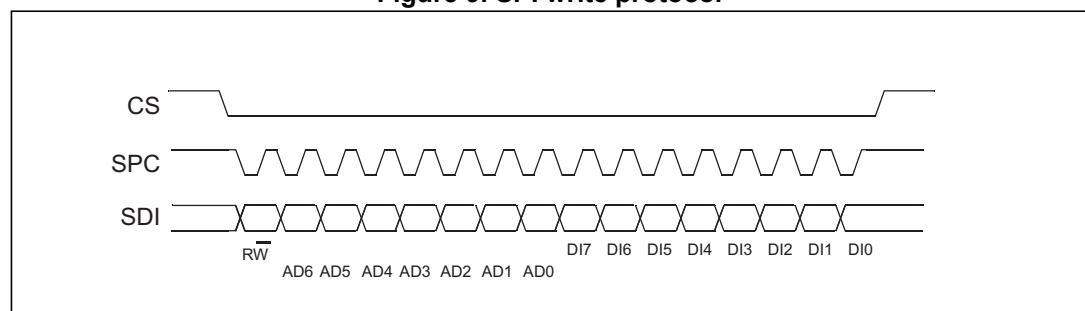 CS
SPC
SDI
RW
DI7 DI6 DI5 DI4 DI3 DI2 DI1 DI0
AD6 AD5 AD4 AD3 AD2 AD1 AD0